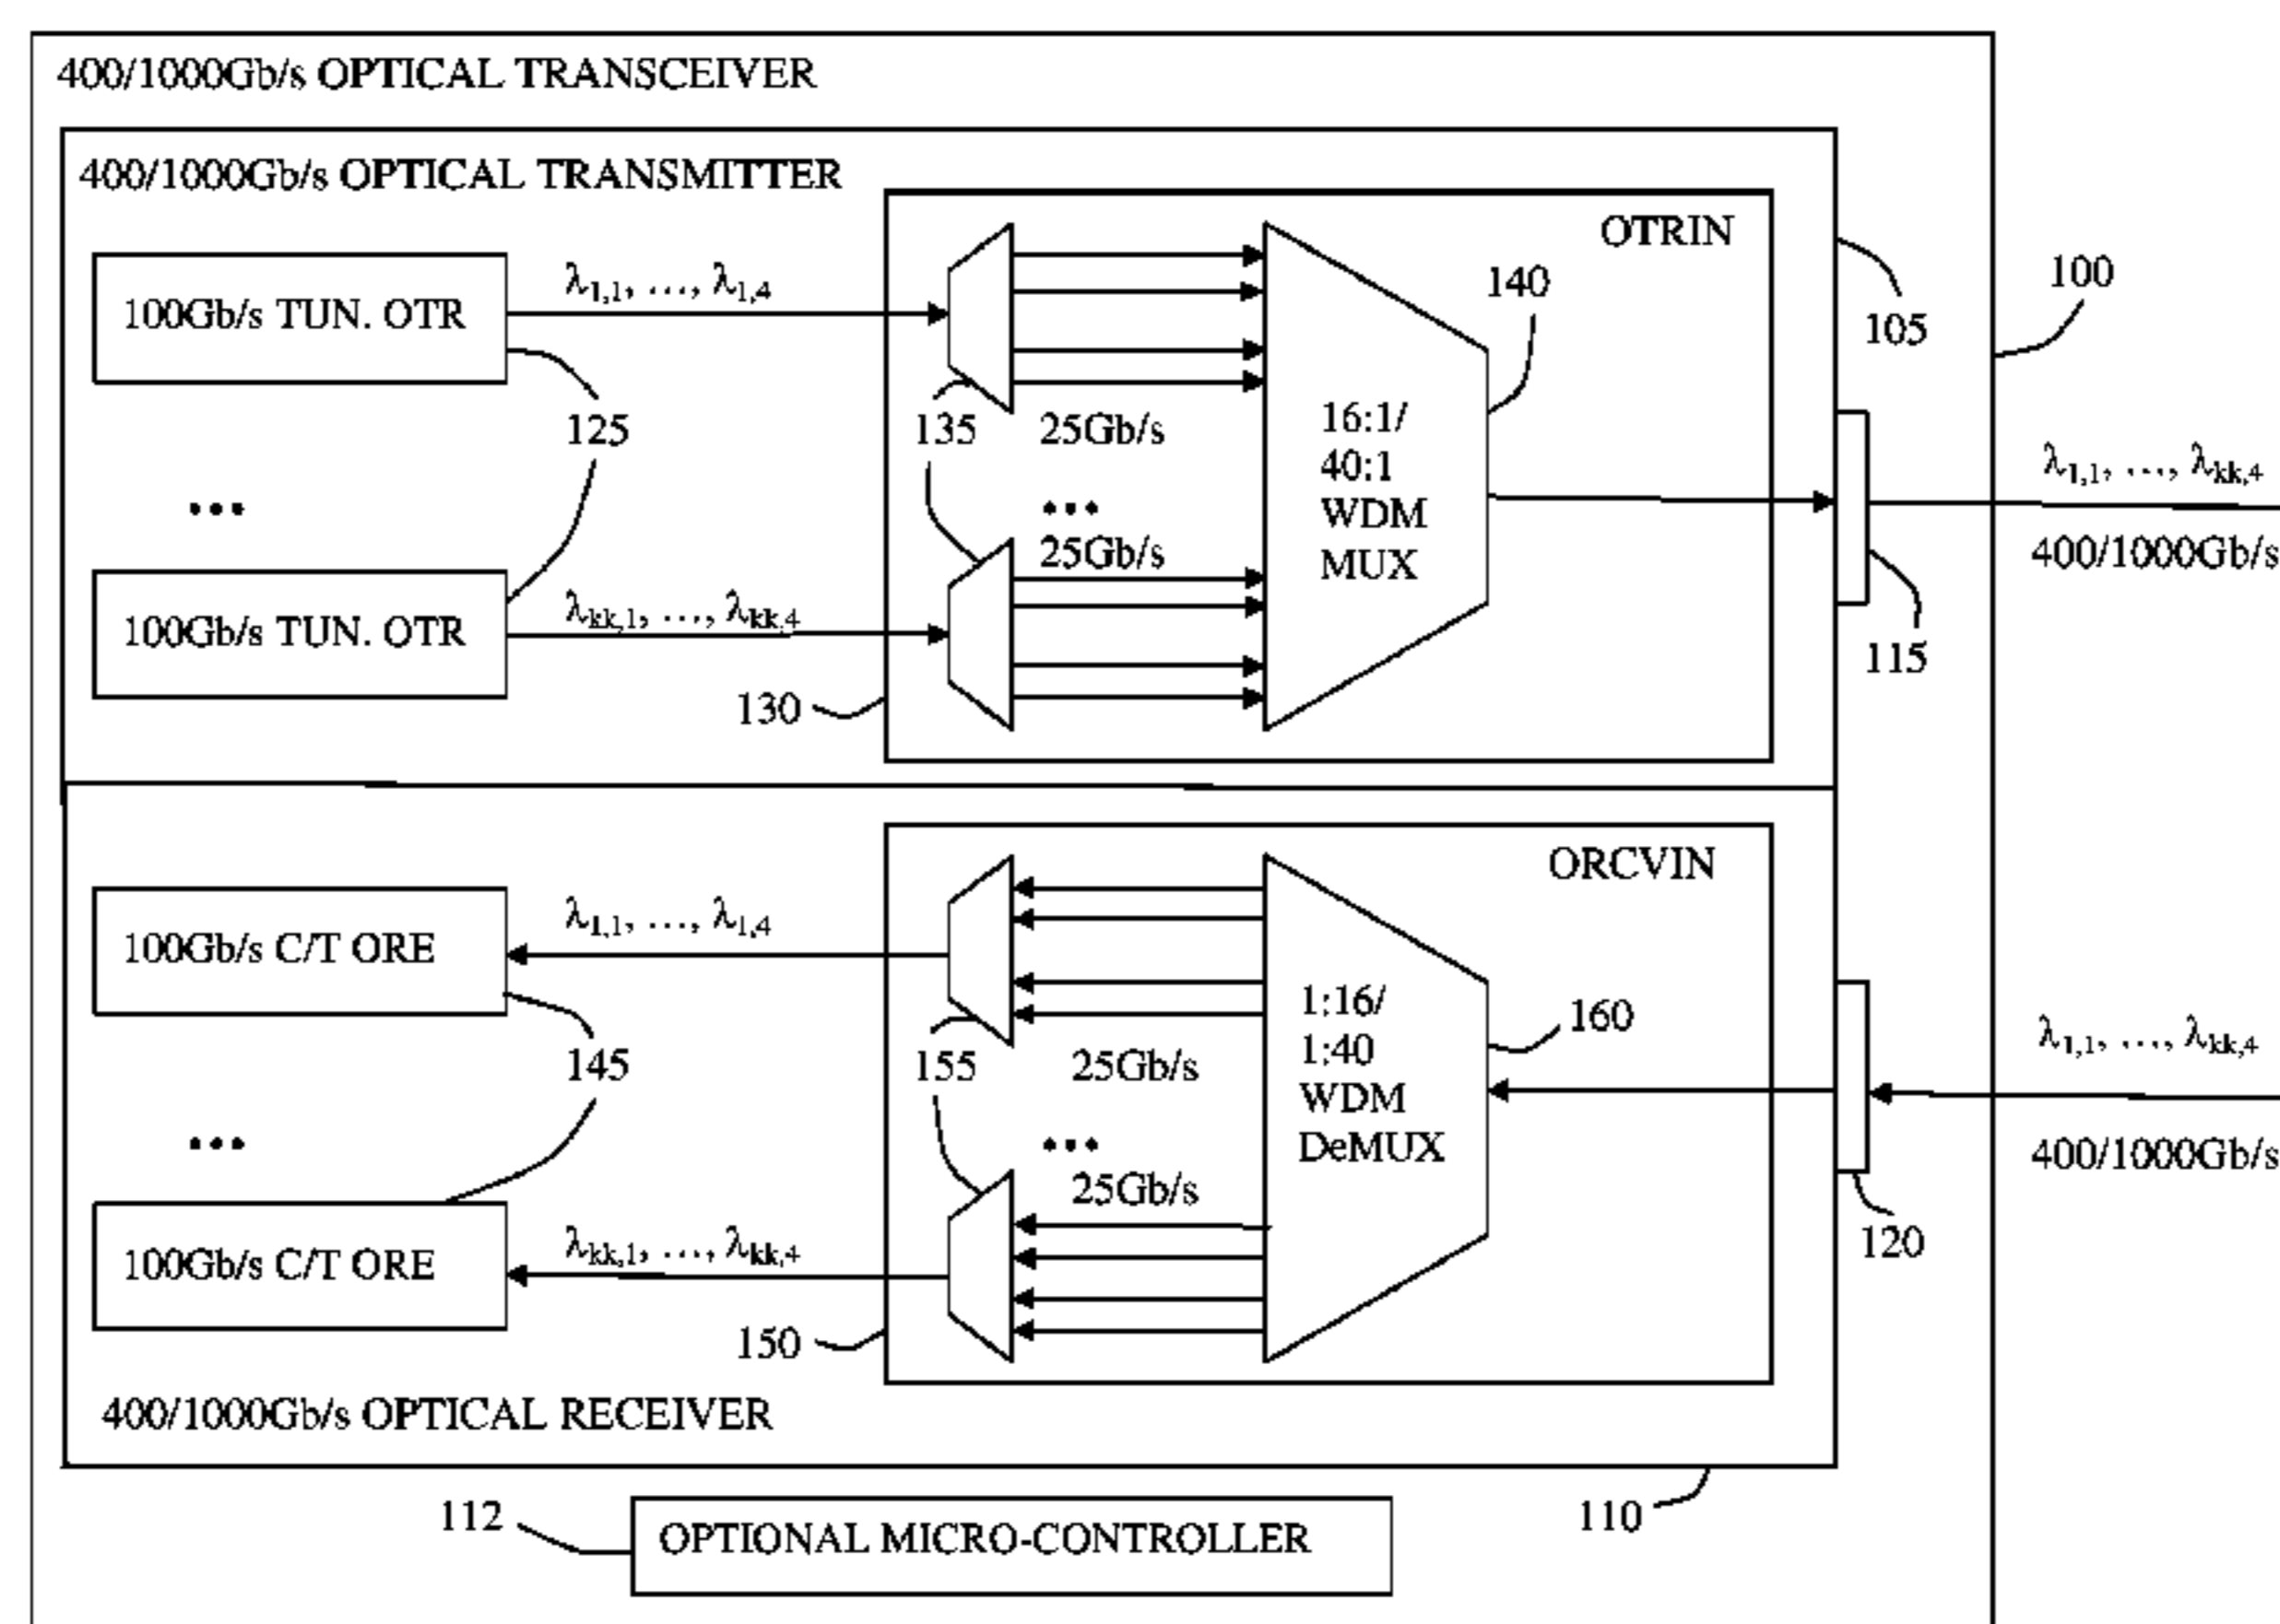 400/1000Gb/s OPTICAL TRANSCEIVER
400/1000Gb/s OPTICAL TRANSMITTER
OTRIN
100Gb/s TUN. OTR
λ1,1, ..., λ1,4
140
105
100
125
135
25Gb/s
16:1/
40:1
WDM
MUX
λ1,1, ..., λkk,4
400/1000Gb/s
...
...
25Gb/s
100Gb/s TUN. OTR
λkk,1, ..., λkk,4
115
130
ORCVIN
100Gb/s C/T ORE
λ1,1, ..., λ1,4
1:16/
1:40
WDM
DeMUX
160
145
155
25Gb/s
λ1,1, ..., λkk,4
400/1000Gb/s
...
...
25Gb/s
120
100Gb/s C/T ORE
λkk,1, ..., λkk,4
150
400/1000Gb/s OPTICAL RECEIVER
110
112
OPTIONAL MICRO-CONTROLLER